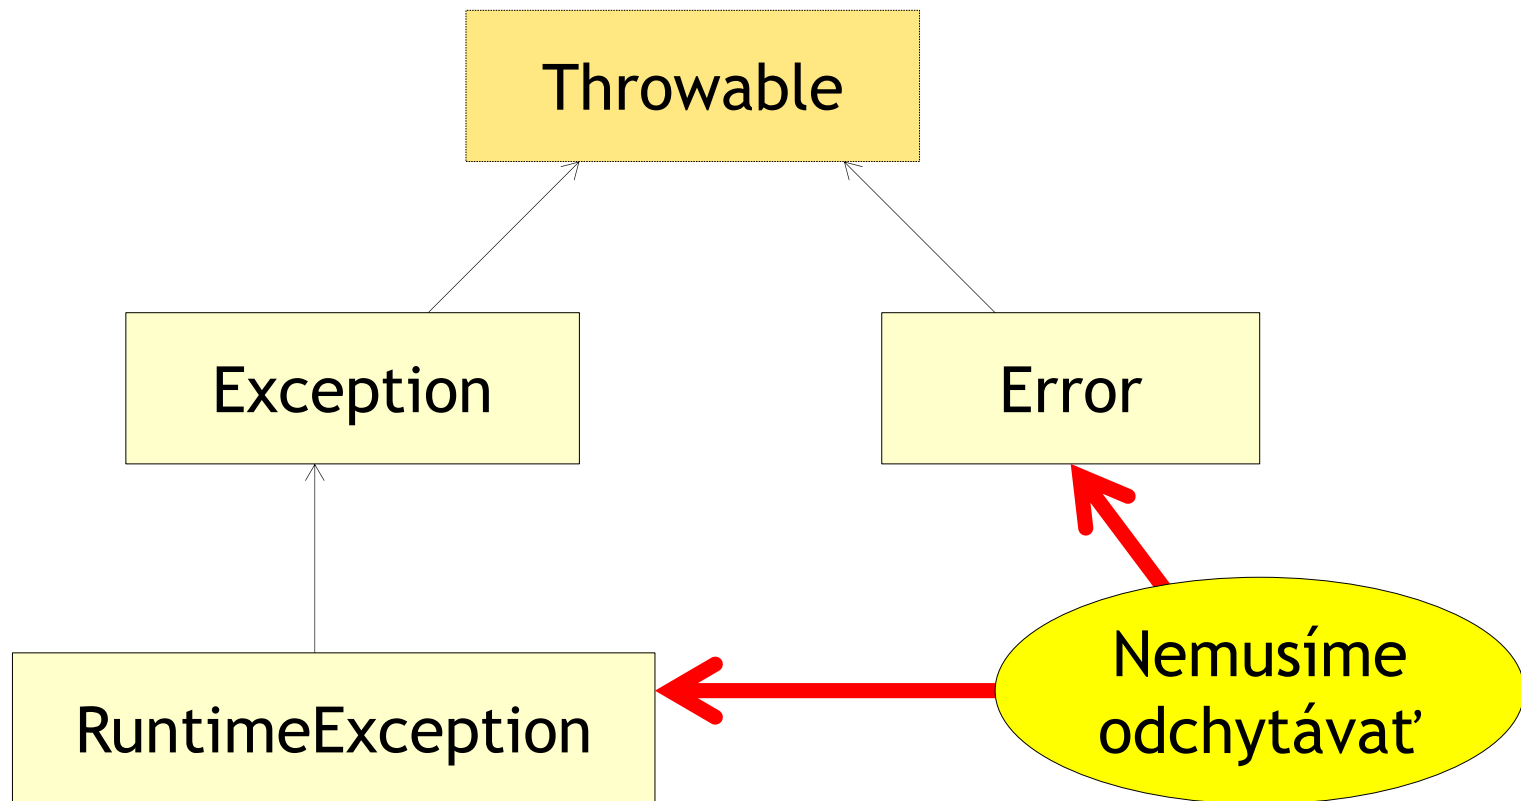 Throwable
Exception
Error
RuntimeException
Nemusíme
odchytávať